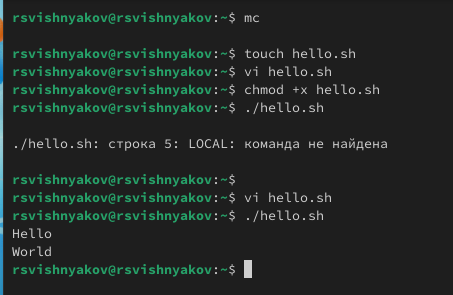 rsvishnyakov@rsvishnyakov:~$ mc
rsvishnyakov@rsvishnyakov:~$ touch hello.sh
rsvishnyakov@rsvishnyakov:~$ vi hello.sh
rsvishnyakov@rsvishnyakov:~$ chmod +x hello.sh
rsvishnyakov@rsvishnyakov:~$ ./hello.sh
./hello.sh: строка 5: LOCAL: команда не найдена
rsvishnyakov@rsvishnyakov:~$
rsvishnyakov@rsvishnyakov:~$ vi hello.sh
rsvishnyakov@rsvishnyakov:~$ ./hello.sh
Hello
World
rsvishnyakov@rsvishnyakov:~$